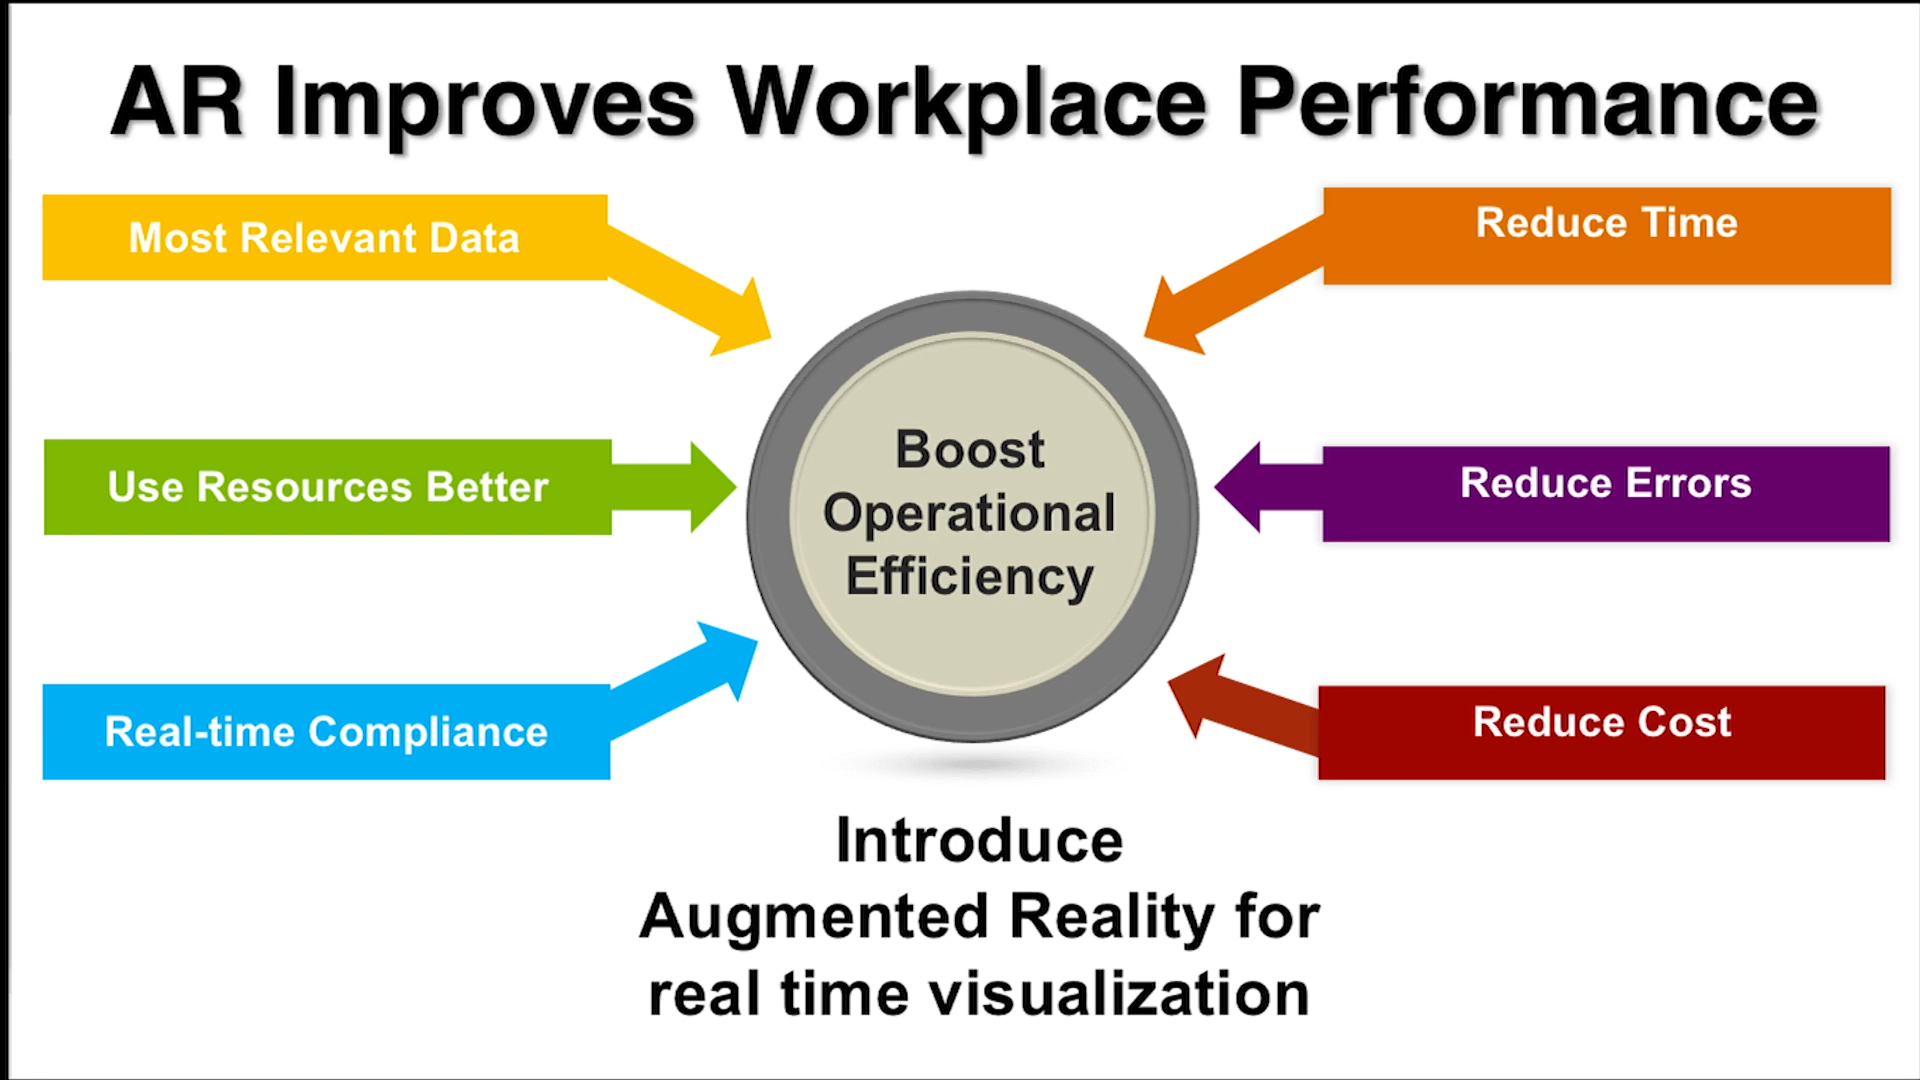 AR Improves Workplace Performance
Most Relevant Data
Use Resources Better
Real-time Compliance
Boost
Operational
Efficiency
Reduce Time
Reduce Errors
Reduce Cost
Introduce
Augmented Reality for
real time visualization